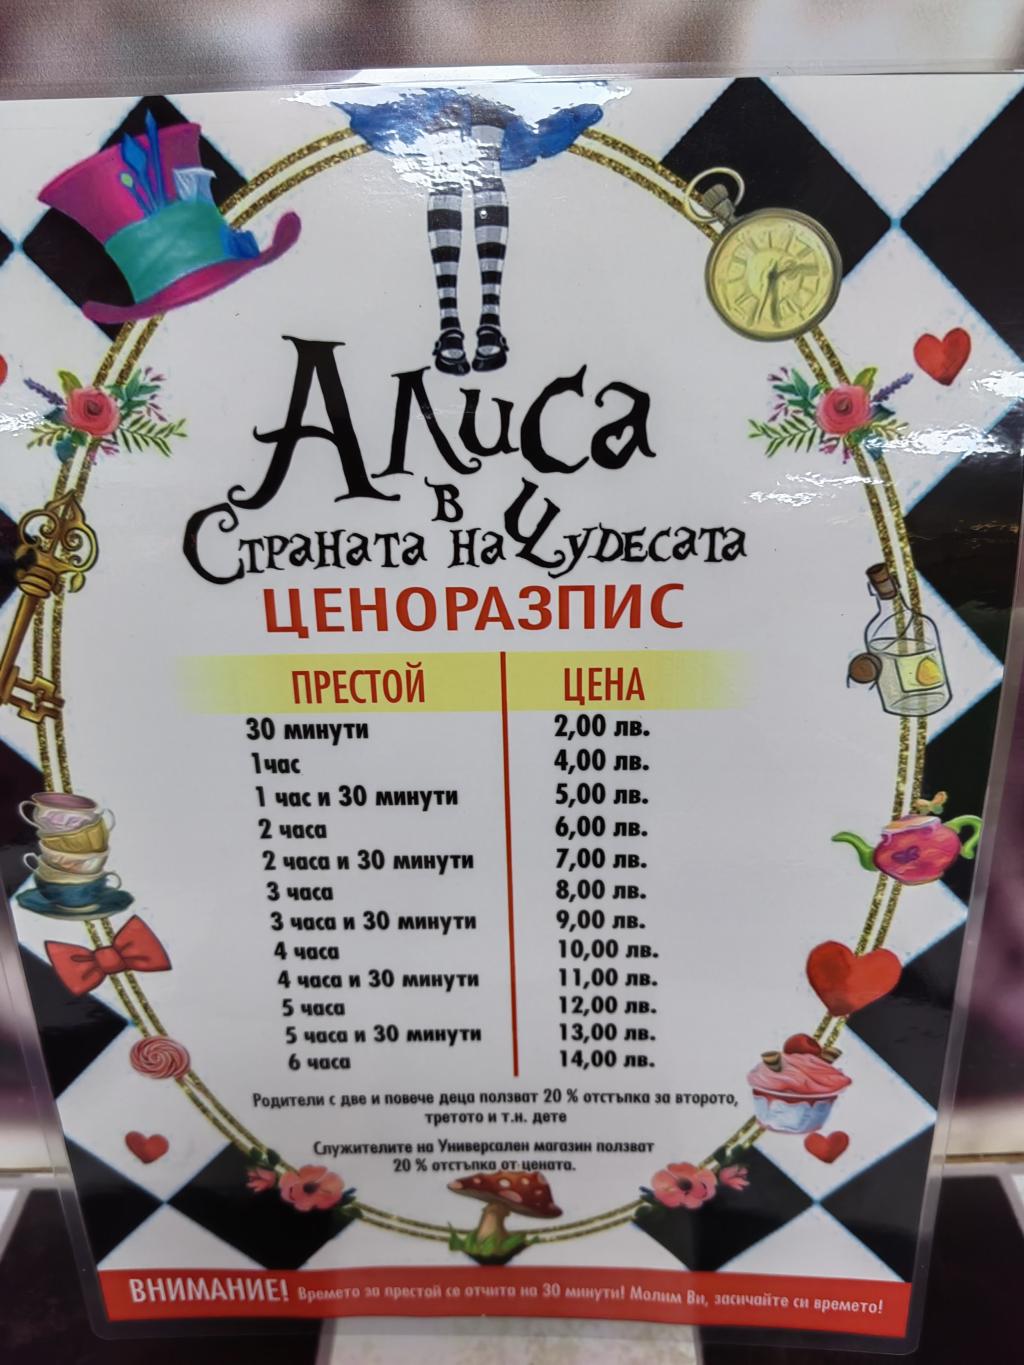 Алиса
в
Страната на Чудесата
ЦЕНОРАЗПИС
ПРЕСТОЙ ЦЕНА
30 минути 2,00 лв.
1час 4,00 лв.
1 час и 30 минути 5,00 лв.
2 часа 6,00 лв.
2 часа и 30 минути 7,00 лв.
3 часа 8,00 лв.
3 часа и 30 минути 9,00 лв.
4 часа 10,00 лв.
4 часа и 30 минути 11,00 лв.
5 часа 12,00 лв.
5 часа и 30 минути 13,00 лв.
6 часа 14,00 лв.
Родители с две и повече деца ползват 20 % отстъпка за второто,
третото и т.н. дете
Служителите на Универсален магазин ползват
20 % отстъпка от цената.
ВНИМАНИЕ! Времето за престой се отчита на 30 минути! Молим Ви, засичайте си времето!